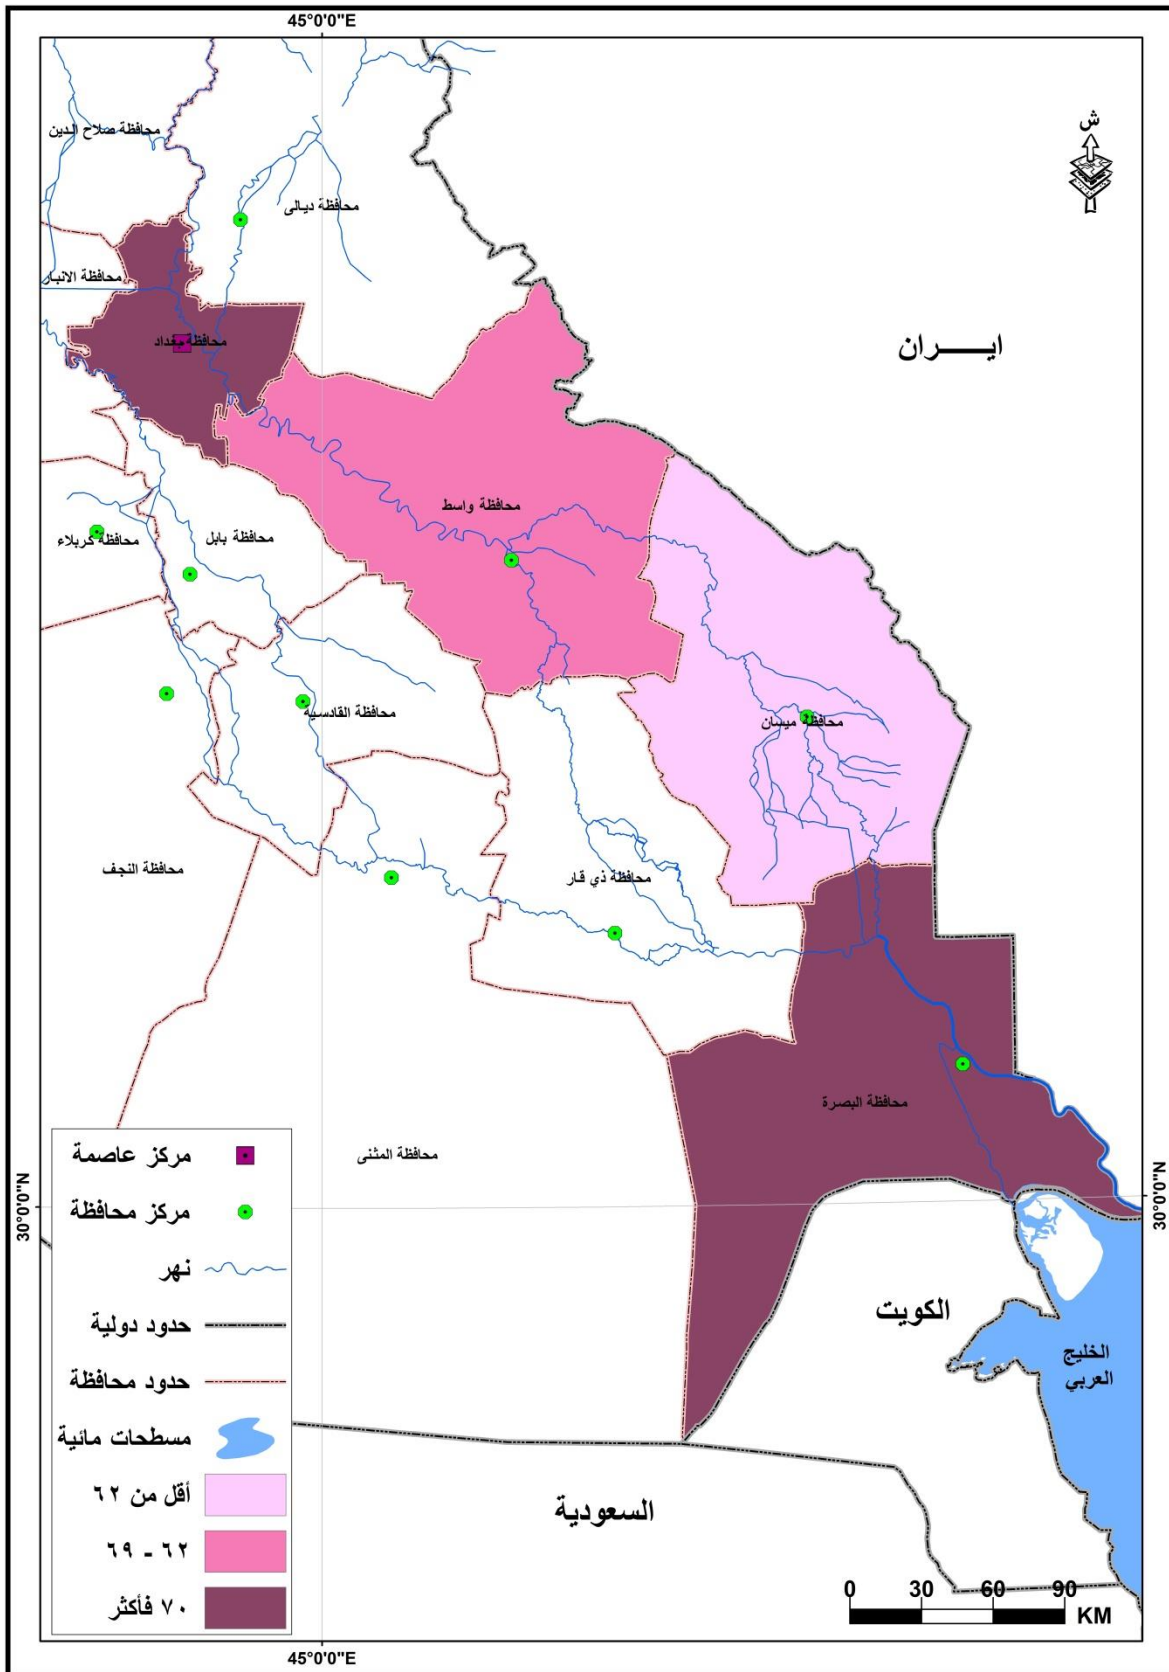 45°0'0"E
ش
محافظة صلاح الدين
محافظة ديالى
محافظة الانبار
محافظة بغداد
ايـــران
محافظة واسط
محافظة بابل
محافظة كربلاء
محافظة القادسية
محافظة ميسان
محافظة النجف
محافظة ذي قار
محافظة البصرة
محافظة المثنى
30°0'0"N
30°0'0"N
الكويت
الخليج
العربي
السعودية
مركز عاصمة
مركز محافظة
نهر
حدود دولية
حدود محافظة
مسطحات مائية
أقل من ٦٢
٦٢ - ٦٩
٧٠ فأكثر
0 30 60 90
KM
45°0'0"E